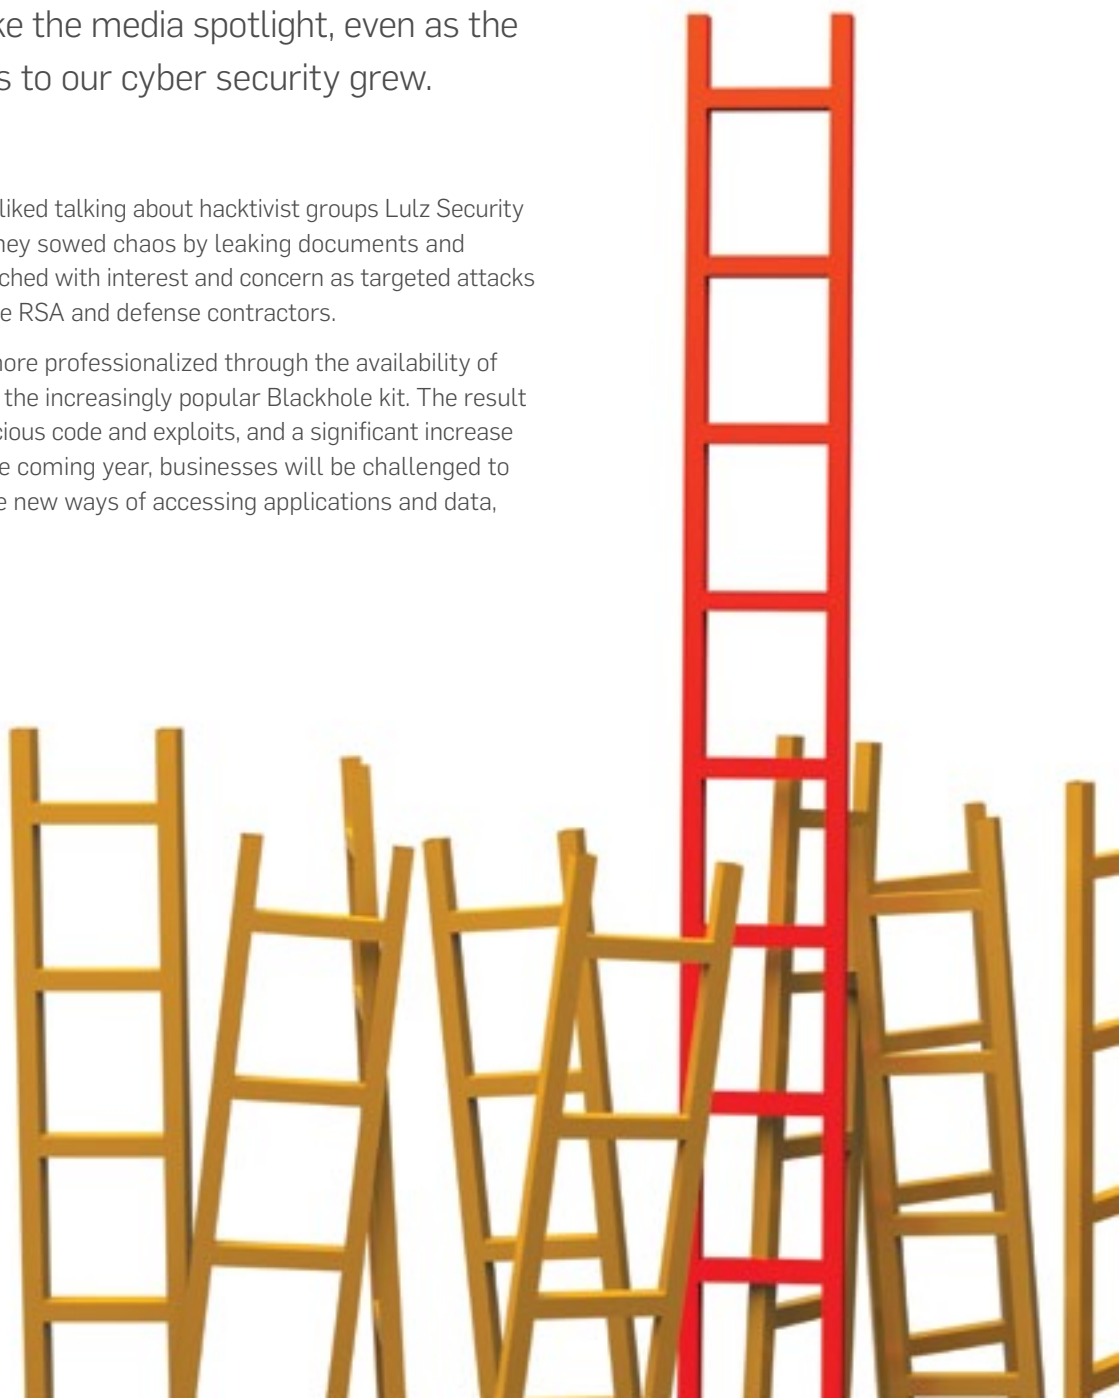 ke the media spotlight, even as the
s to our cyber security grew.
liked talking about hacktivist groups Lulz Security
hey sowed chaos by leaking documents and
ched with interest and concern as targeted attacks
e RSA and defense contractors.
more professionalized through the availability of
the increasingly popular Blackhole kit. The result
cious code and exploits, and a significant increase
e coming year, businesses will be challenged to
e new ways of accessing applications and data,